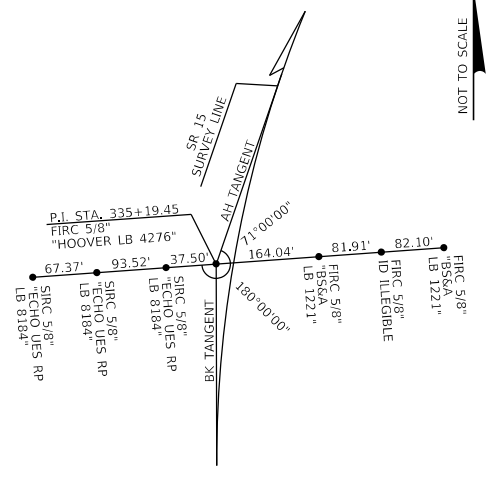 NOT TO SCALE
SR 15
SURVEY LINE
AH TANGENT
P.I. STA. 335+19.45
FIRC 5/8"
"HOOVER LB 4276"
71°00'00"
67.37'
93.52'
37.50'
164.04'
81.91'
82.10'
180°00'00"
BK TANGENT
SIRC 5/8"
"ECHO UES RP
LB 8184"
SIRC 5/8"
"ECHO UES RP
LB 8184"
SIRC 5/8"
"ECHO UES RP
LB 8184"
FIRC 5/8"
"BS&A
LB 1221"
FIRC 5/8"
ID ILLEGIBLE
FIRC 5/8"
"BS&A
LB 1221"